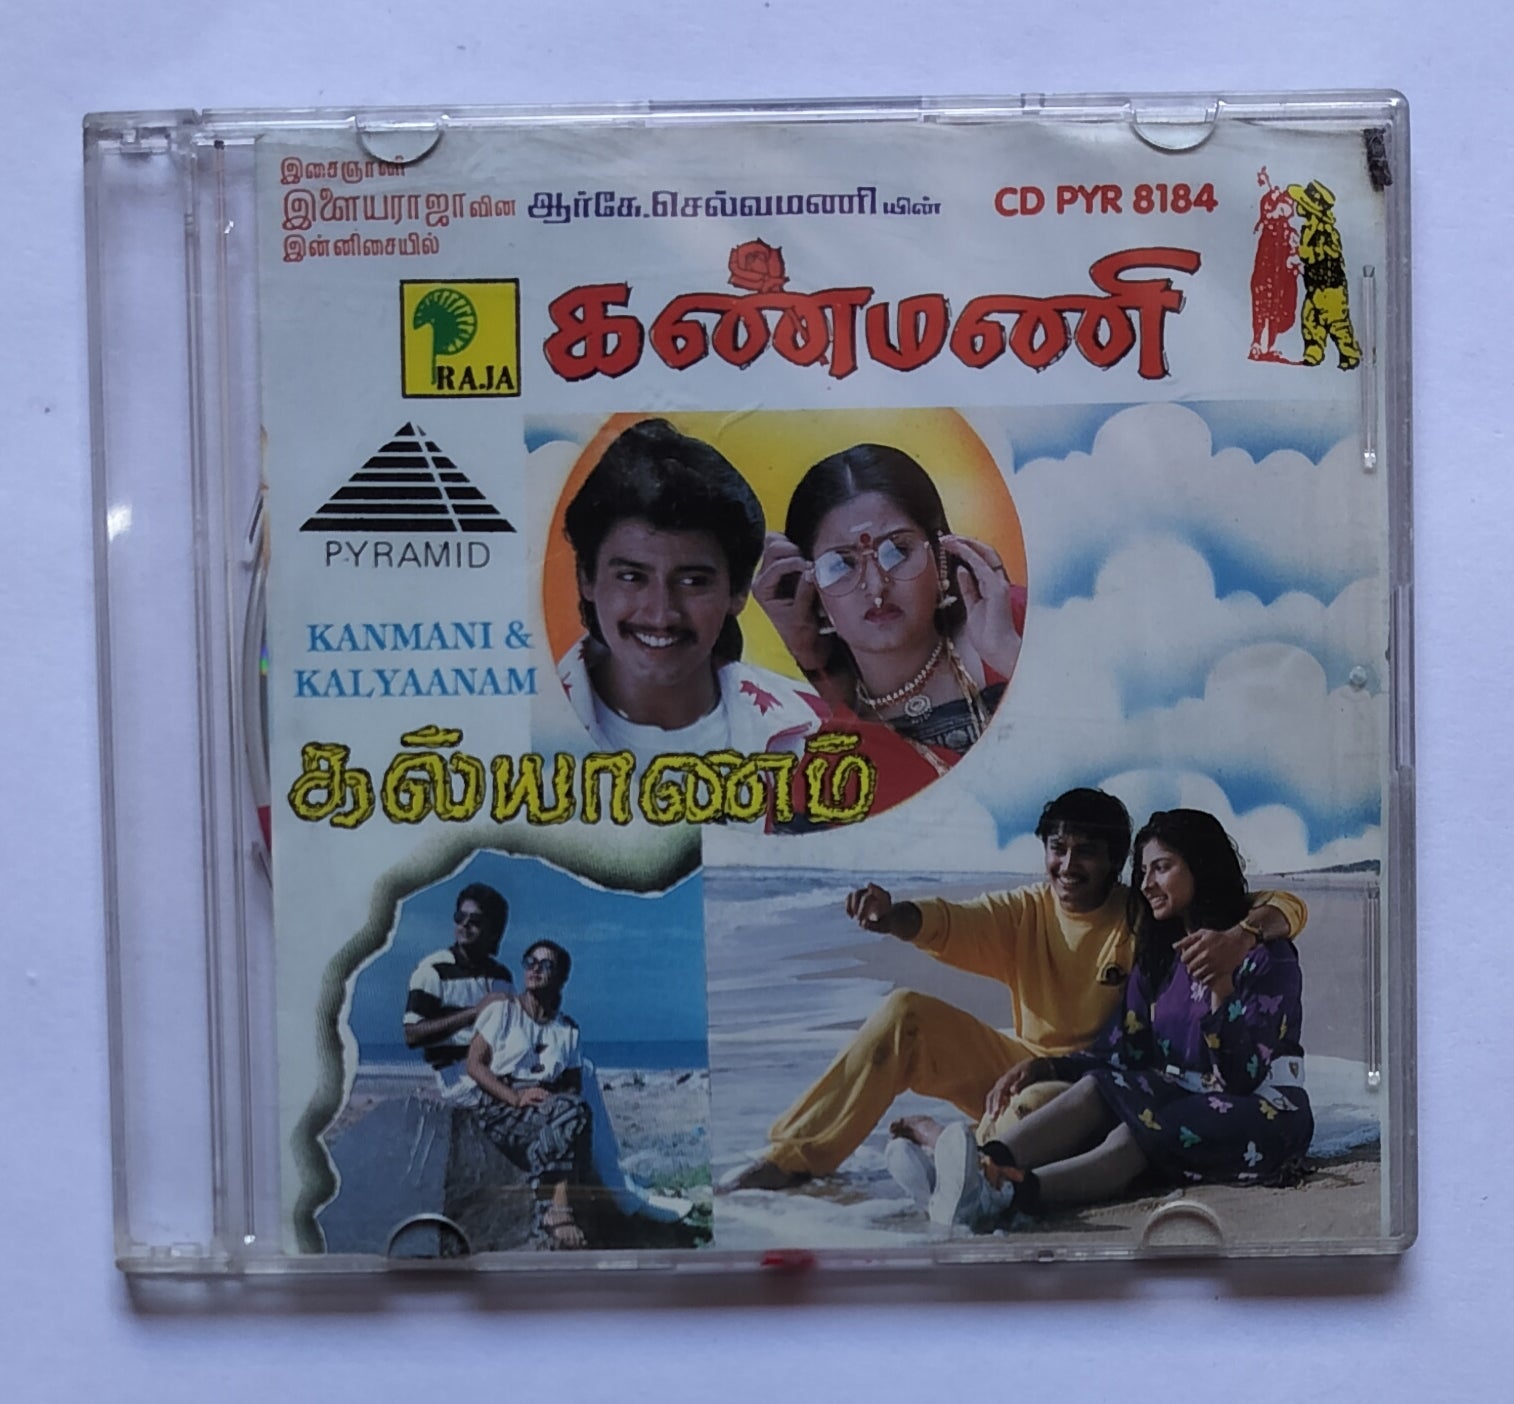 இசைஞானி
இளையராஜாவின
இன்னிசையில்
ஆர்கே.செல்வமணியின்
CD PYR 8184
கண்மணி
RAJA
PYRAMID
KANMANI &
KALYAANAM
கல்யாணம்